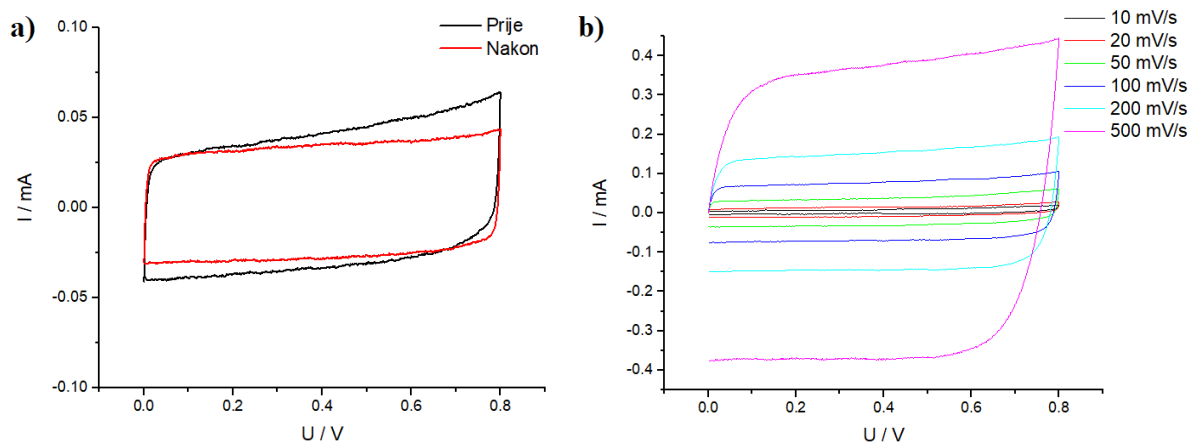 a)
Prije
Nakon
0.10
0.05
0.00
-0.05
-0.10
I / mA
0.0 0.2 0.4 0.6 0.8
U / V
b)
10 mV/s
20 mV/s
50 mV/s
100 mV/s
200 mV/s
500 mV/s
0.4
0.3
0.2
0.1
0.0
-0.1
-0.2
-0.3
-0.4
I / mA
0.0 0.2 0.4 0.6 0.8
U / V